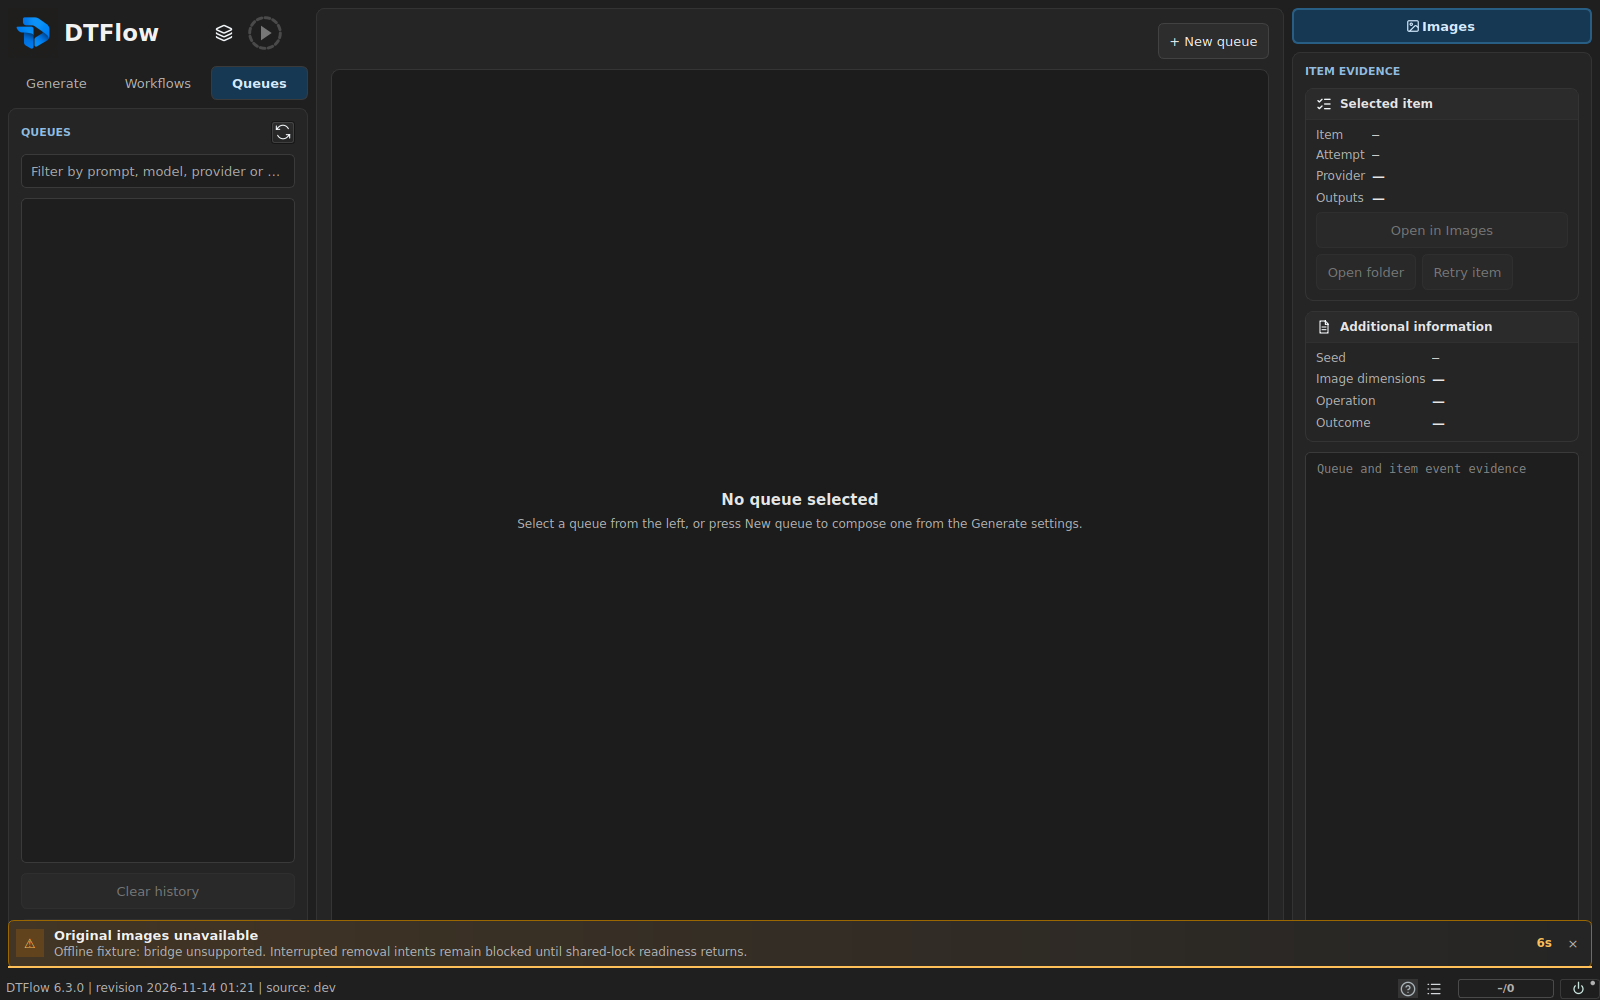 DTFlow
Generate
Workflows
Queues
QUEUES
Filter by prompt, model, provider or ...
Clear history
+ New queue
No queue selected
Select a queue from the left, or press New queue to compose one from the Generate settings.
Images
ITEM EVIDENCE
Selected item
Item –
Attempt –
Provider —
Outputs —
Open in Images
Open folder
Retry item
Additional information
Seed –
Image dimensions —
Operation —
Outcome —
Queue and item event evidence
Original images unavailable
Offline fixture: bridge unsupported. Interrupted removal intents remain blocked until shared-lock readiness returns.
6s ×
DTFlow 6.3.0 | revision 2026-11-14 01:21 | source: dev
–/0